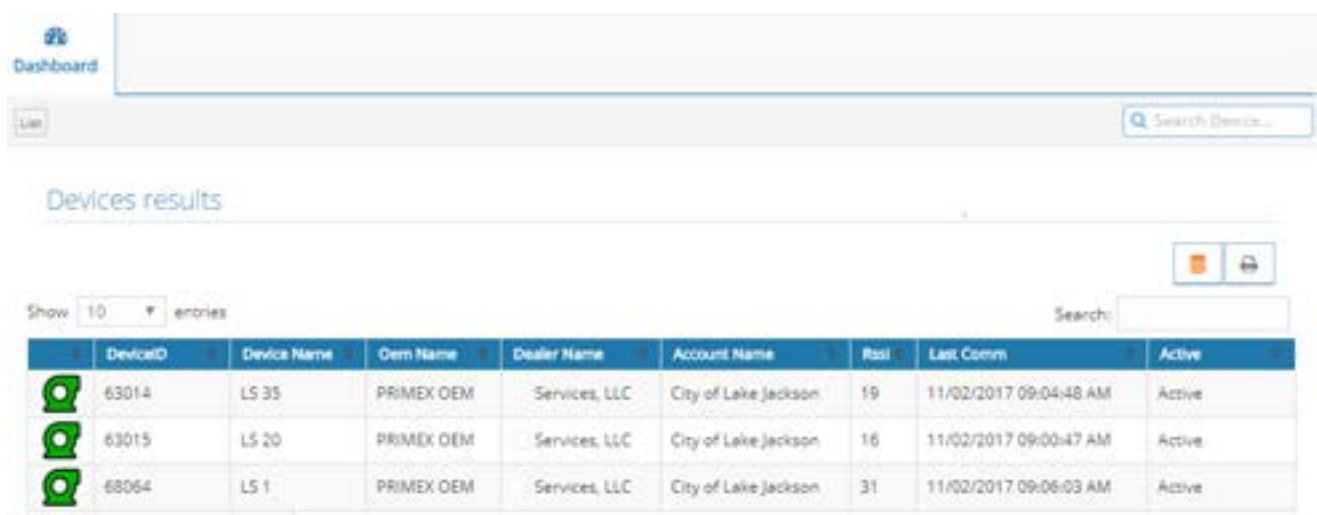 Dashboard
List
Search Device...
Devices results
Show 10 entries
Search:
DeviceID Device Name Oem Name Dealer Name Account Name Rssi Last Comm Active
63014 LS 35 PRIMEX OEM Services, LLC City of Lake Jackson 19 11/02/2017 09:04:48 AM Active
63015 LS 20 PRIMEX OEM Services, LLC City of Lake Jackson 16 11/02/2017 09:00:47 AM Active
68064 LS 1 PRIMEX OEM Services, LLC City of Lake Jackson 31 11/02/2017 09:06:03 AM Active